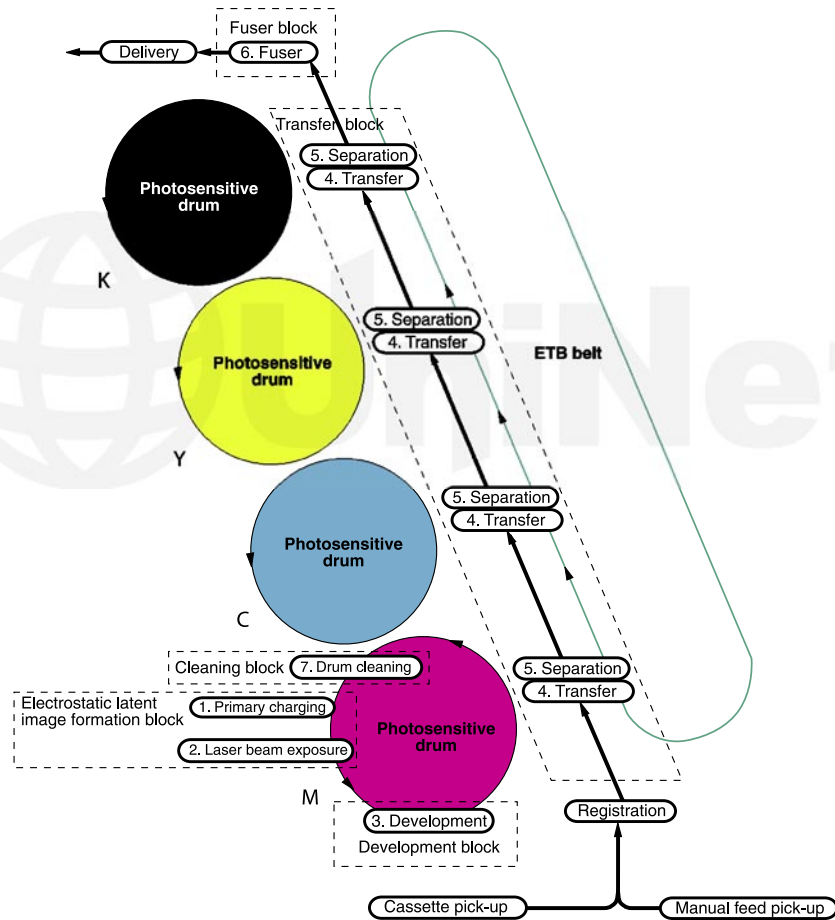 Fuser block
Delivery
6. Fuser
Transfer block
5. Separation
4. Transfer
Photosensitive
drum
K
5. Separation
4. Transfer
ETB belt
Photosensitive
drum
UniNet
Y
5. Separation
4. Transfer
Photosensitive
drum
C
Cleaning block
7. Drum cleaning
5. Separation
4. Transfer
Electrostatic latent
image formation block
1. Primary charging
2. Laser beam exposure
Photosensitive
drum
M
3. Development
Development block
Registration
Cassette pick-up
Manual feed pick-up